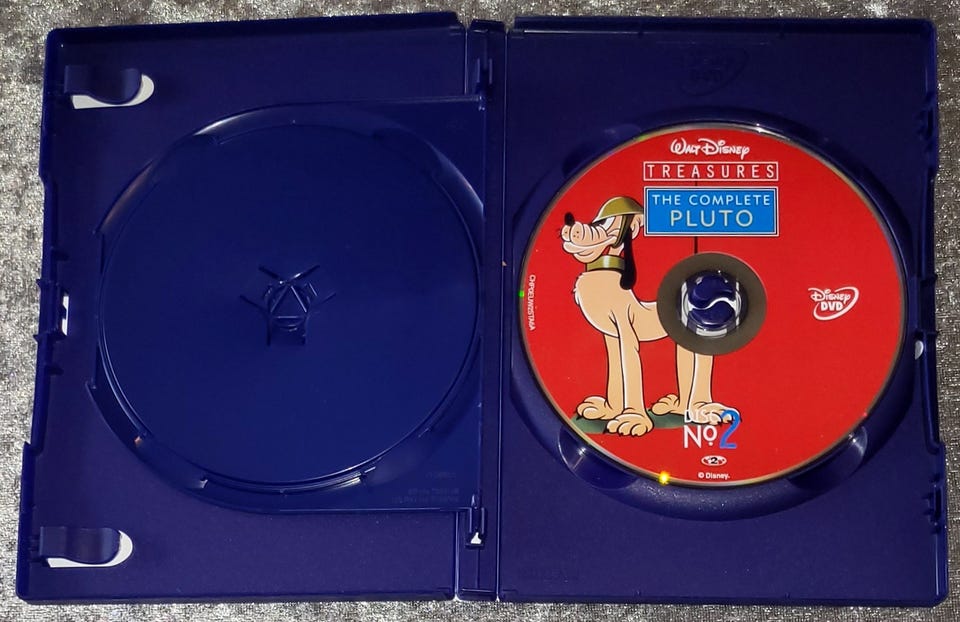 WALT DISNEY
TREASURES
THE COMPLETE
PLUTO
DISNEY
DVD
DISC
No 2
© Disney.